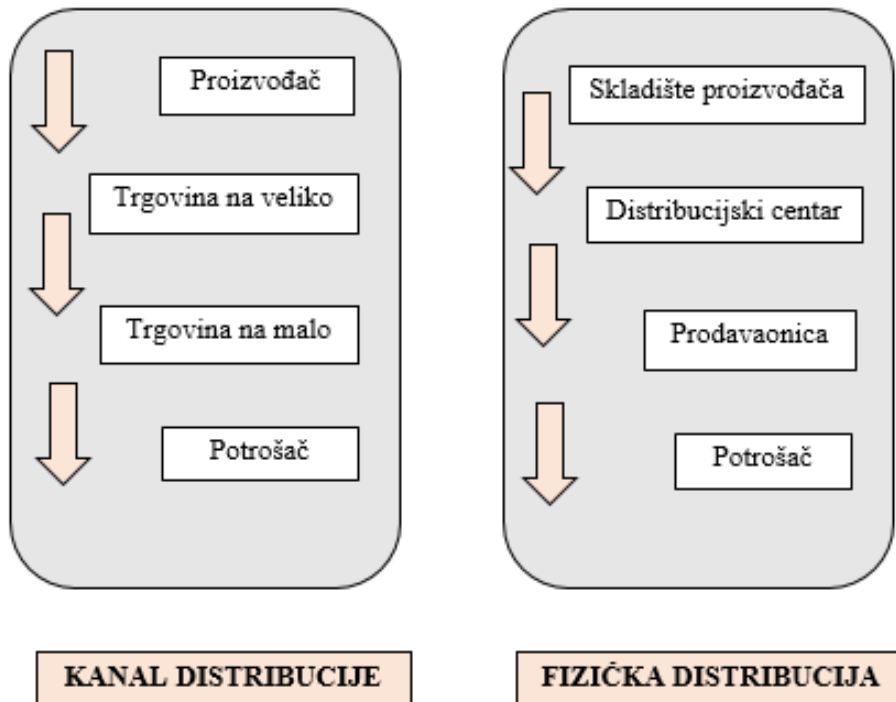 Proizvođač
Trgovina na veliko
Trgovina na malo
Potrošač
KANAL DISTRIBUCIJE
Skladište proizvođača
Distribucijski centar
Prodavaonica
Potrošač
FIZIČKA DISTRIBUCIJA